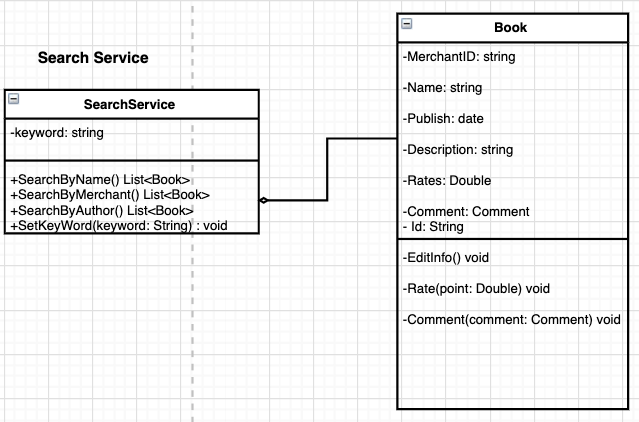 Search Service
SearchService
-keyword: string
+SearchByName() List<Book>
+SearchByMerchant() List<Book>
+SearchByAuthor() List<Book>
+SetKeyWord(keyword: String) : void
Book
-MerchantID: string
-Name: string
-Publish: date
-Description: string
-Rates: Double
-Comment: Comment
- Id: String
-EditInfo() void
-Rate(point: Double) void
-Comment(comment: Comment) void